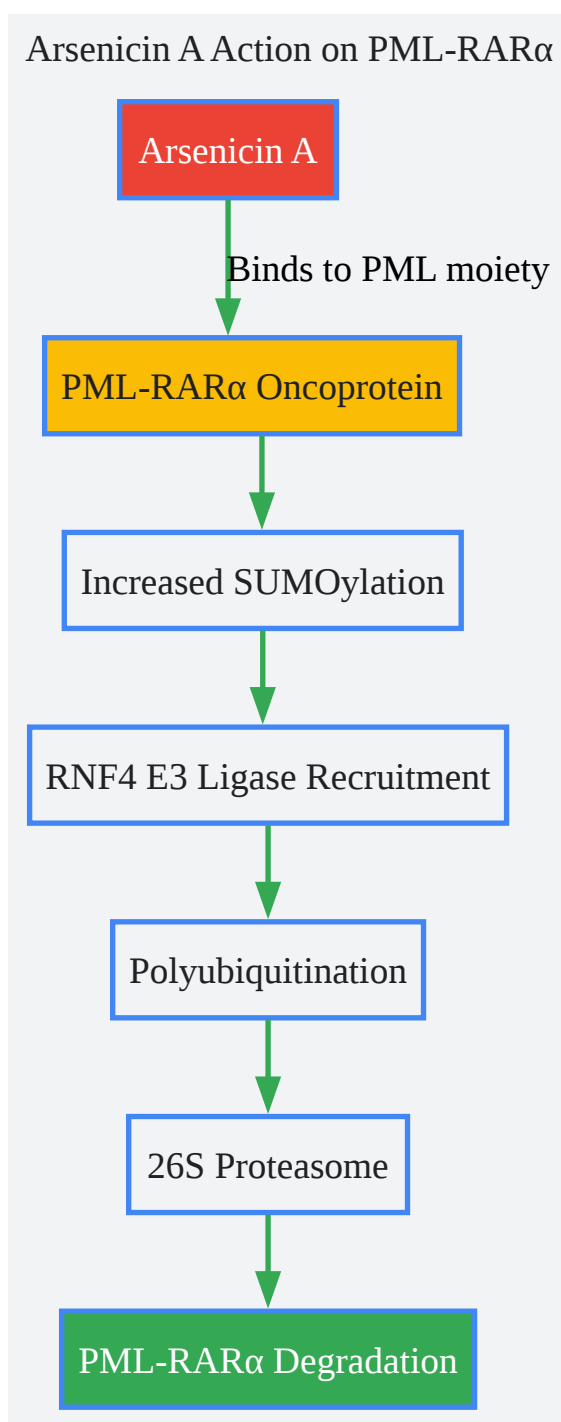 Arsenicin A Action on PML-RARα
Arsenicin A
Binds to PML moiety
PML-RARα Oncoprotein
Increased SUMOylation
RNF4 E3 Ligase Recruitment
Polyubiquitination
26S Proteasome
PML-RARα Degradation